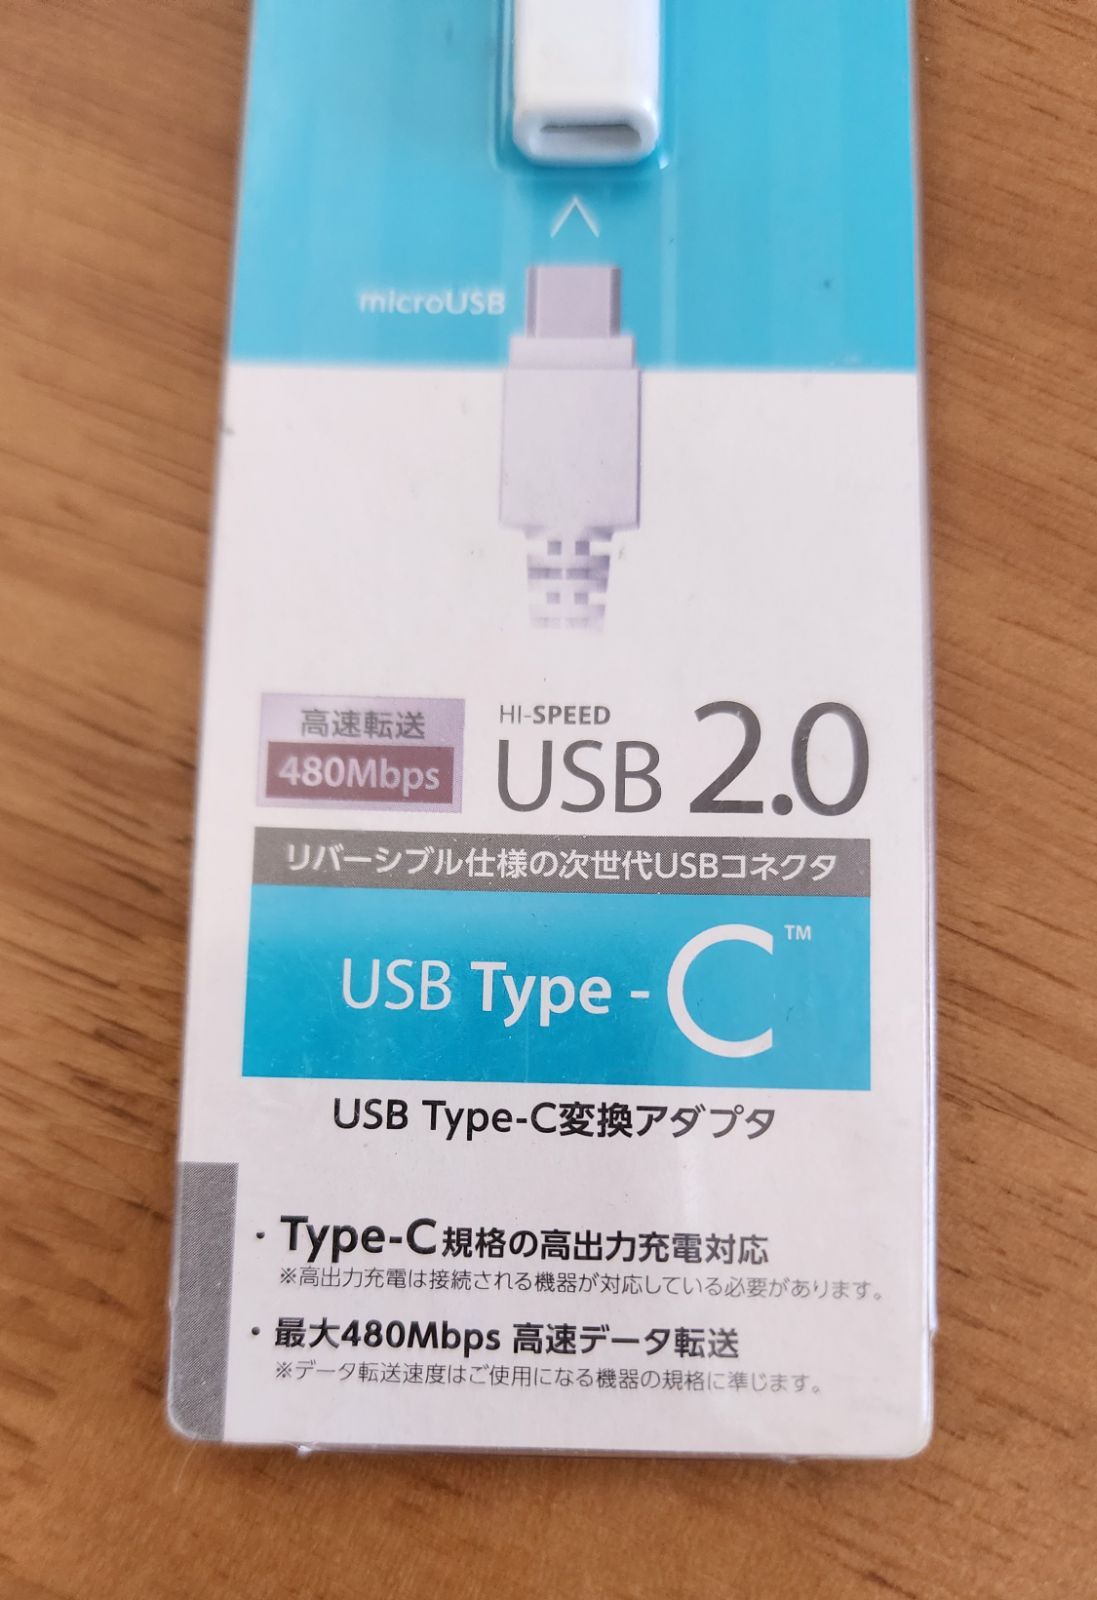 microUSB
高速転送
480Mbps
HI-SPEED
USB 2.0
リバーシブル仕様の次世代USBコネクタ
USB Type-C™
USB Type-C変換アダプタ
・Type-C規格の高出力充電対応
※高出力充電は接続される機器が対応している必要があります。
・最大480Mbps 高速データ転送
※データ転送速度はご使用になる機器の規格に準じます。